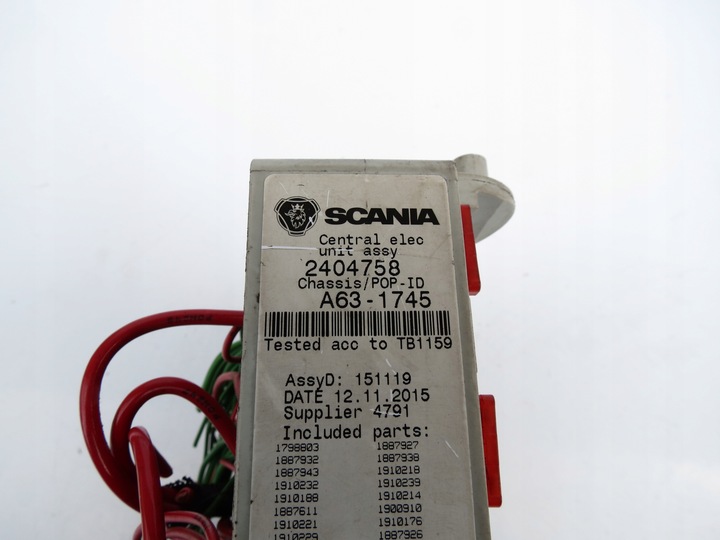 SCANIA
Central elec
unit assy
2404758
Chassis/POP-ID
A63-1745
Tested acc to TB1159
AssyD: 151119
DATE 12.11.2015
Supplier 4791
Included parts:
1798803 1887927
1887932 1887938
1887943 1910218
1910232 1910239
1910188 1910214
1887611 1900910
1910221 1910176
1910229 1887926